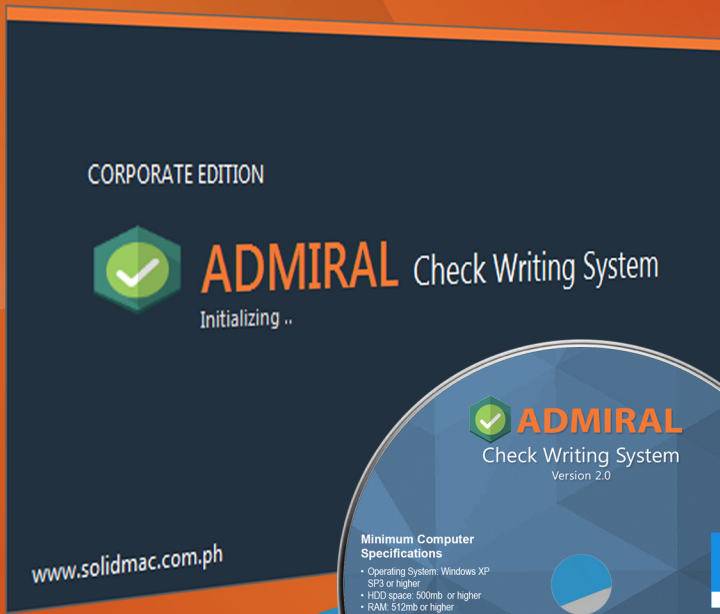 CORPORATE EDITION
ADMIRAL Check Writing System
Initializing ..
www.solidmac.com.ph
ADMIRAL
Check Writing System
Version 2.0
Minimum Computer
Specifications
• Operating System: Windows XP
SP3 or higher
• HDD space: 500mb or higher
• RAM: 512mb or higher